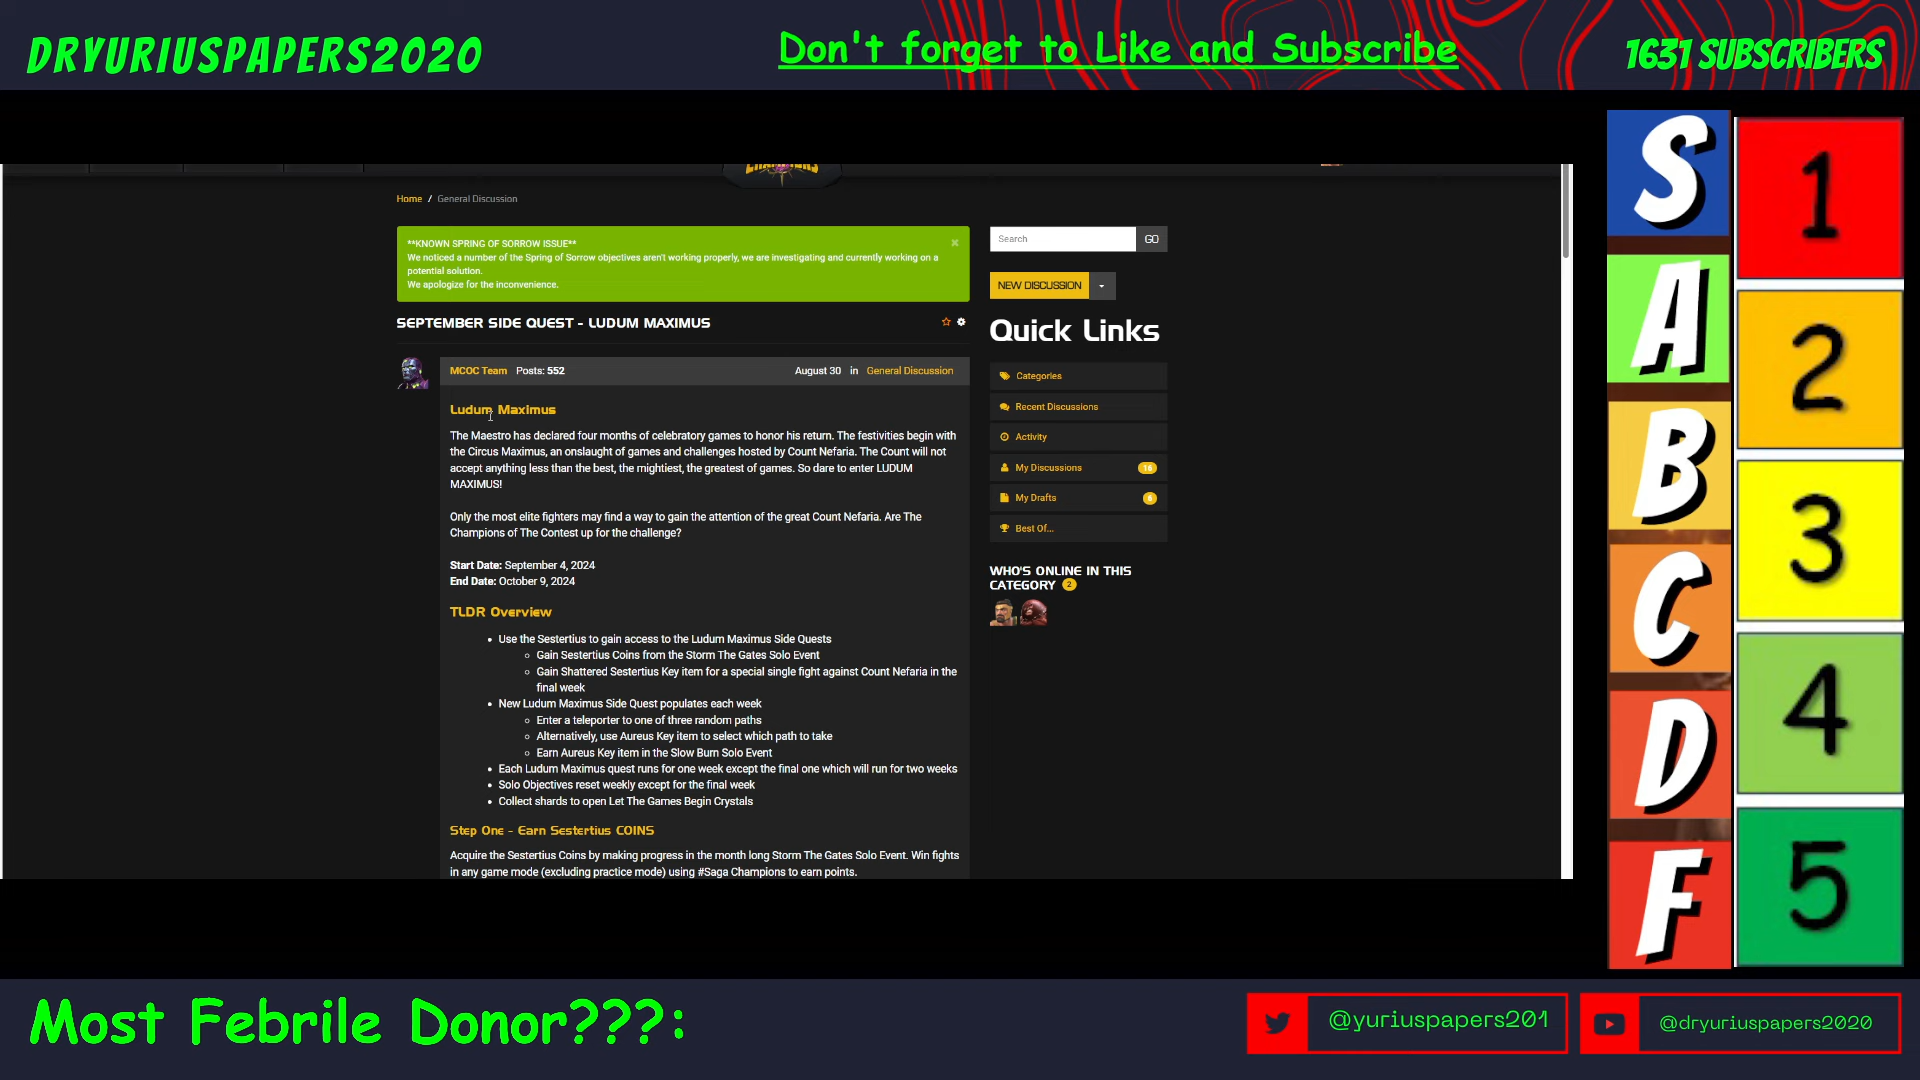 DRYURIUSPAPERS2020
Don't forget to Like and Subscribe
1631 SUBSCRIBERS
Home / General Discussion
**KNOWN SPRING OF SORROW ISSUE**
We noticed a number of the Spring of Sorrow objectives aren't working properly, we are investigating and currently working on a
potential solution.
We apologize for the inconvenience.
SEPTEMBER SIDE QUEST - LUDUM MAXIMUS
MCOC Team Posts: 552 August 30 in General Discussion
Ludum Maximus
The Maestro has declared four months of celebratory games to honor his return. The festivities begin with
the Circus Maximus, an onslaught of games and challenges hosted by Count Nefaria. The Count will not
accept anything less than the best, the mightiest, the greatest of games. So dare to enter LUDUM
MAXIMUS!
Only the most elite fighters may find a way to gain the attention of the great Count Nefaria. Are The
Champions of The Contest up for the challenge?
Start Date: September 4, 2024
End Date: October 9, 2024
TLDR Overview
• Use the Sestertius to gain access to the Ludum Maximus Side Quests
◦ Gain Sestertius Coins from the Storm The Gates Solo Event
◦ Gain Shattered Sestertius Key item for a special single fight against Count Nefaria in the
final week
• New Ludum Maximus Side Quest populates each week
◦ Enter a teleporter to one of three random paths
◦ Alternatively, use Aureus Key item to select which path to take
◦ Earn Aureus Key item in the Slow Burn Solo Event
• Each Ludum Maximus quest runs for one week except the final one which will run for two weeks
• Solo Objectives reset weekly except for the final week
• Collect shards to open Let The Games Begin Crystals
Step One - Earn Sestertius COINS
Acquire the Sestertius Coins by making progress in the month long Storm The Gates Solo Event. Win fights
in any game mode (excluding practice mode) using #Saga Champions to earn points.
Search GO
NEW DISCUSSION
Quick Links
Categories
Recent Discussions
Activity
My Discussions 16
My Drafts 6
Best Of...
WHO'S ONLINE IN THIS
CATEGORY 2
S 1
A 2
B 3
C 4
D 5
F
Most Febrile Donor???:
@yuriuspapers201
@dryuriuspapers2020